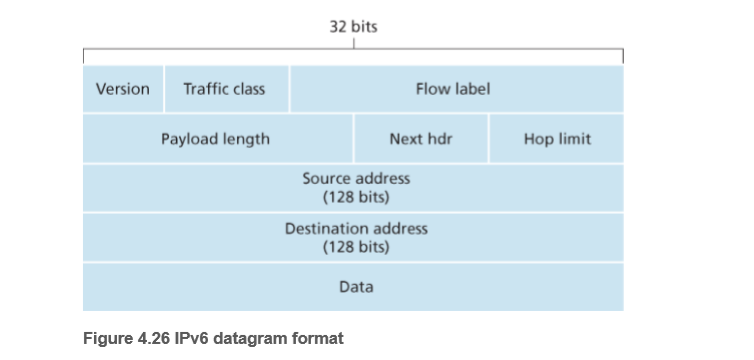 32 bits
Version Traffic class Flow label
Payload length Next hdr Hop limit
Source address
(128 bits)
Destination address
(128 bits)
Data
Figure 4.26 IPv6 datagram format